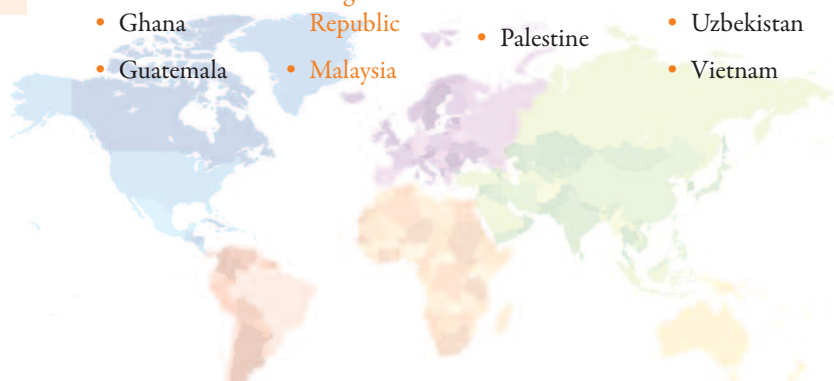 Ghana
Guatemala
Republic
Malaysia
Palestine
Uzbekistan
Vietnam